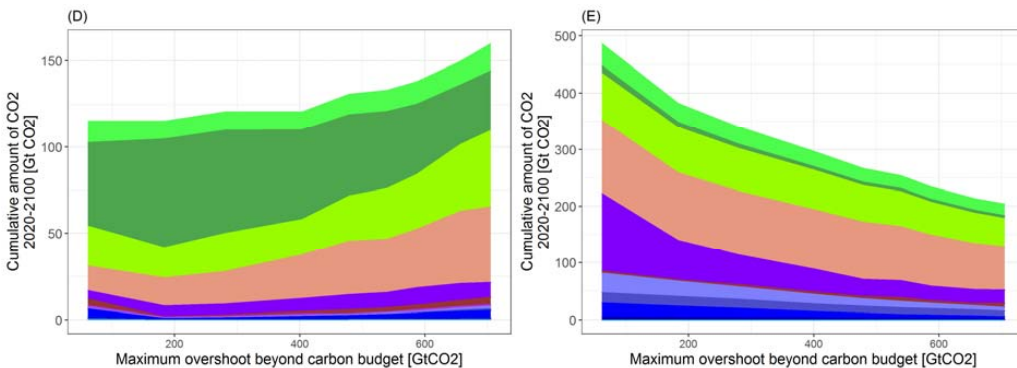 (D)
Cumulative amount of CO2
2020-2100 [Gt CO2]
150
100
50
0
200
400
600
Maximum overshoot beyond carbon budget [GtCO2]
(E)
Cumulative amount of CO2
2020-2100 [Gt CO2]
500
400
300
200
100
0
200
400
600
Maximum overshoot beyond carbon budget [GtCO2]